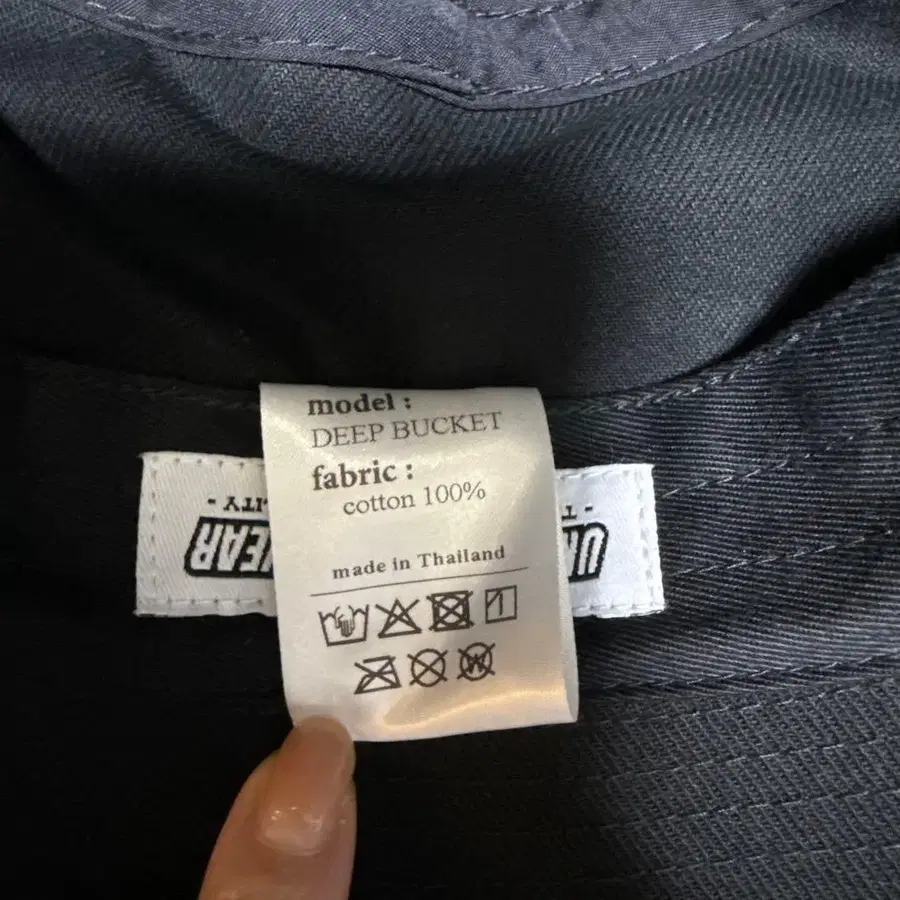 model :
DEEP BUCKET
fabric :
cotton 100%
made in Thailand